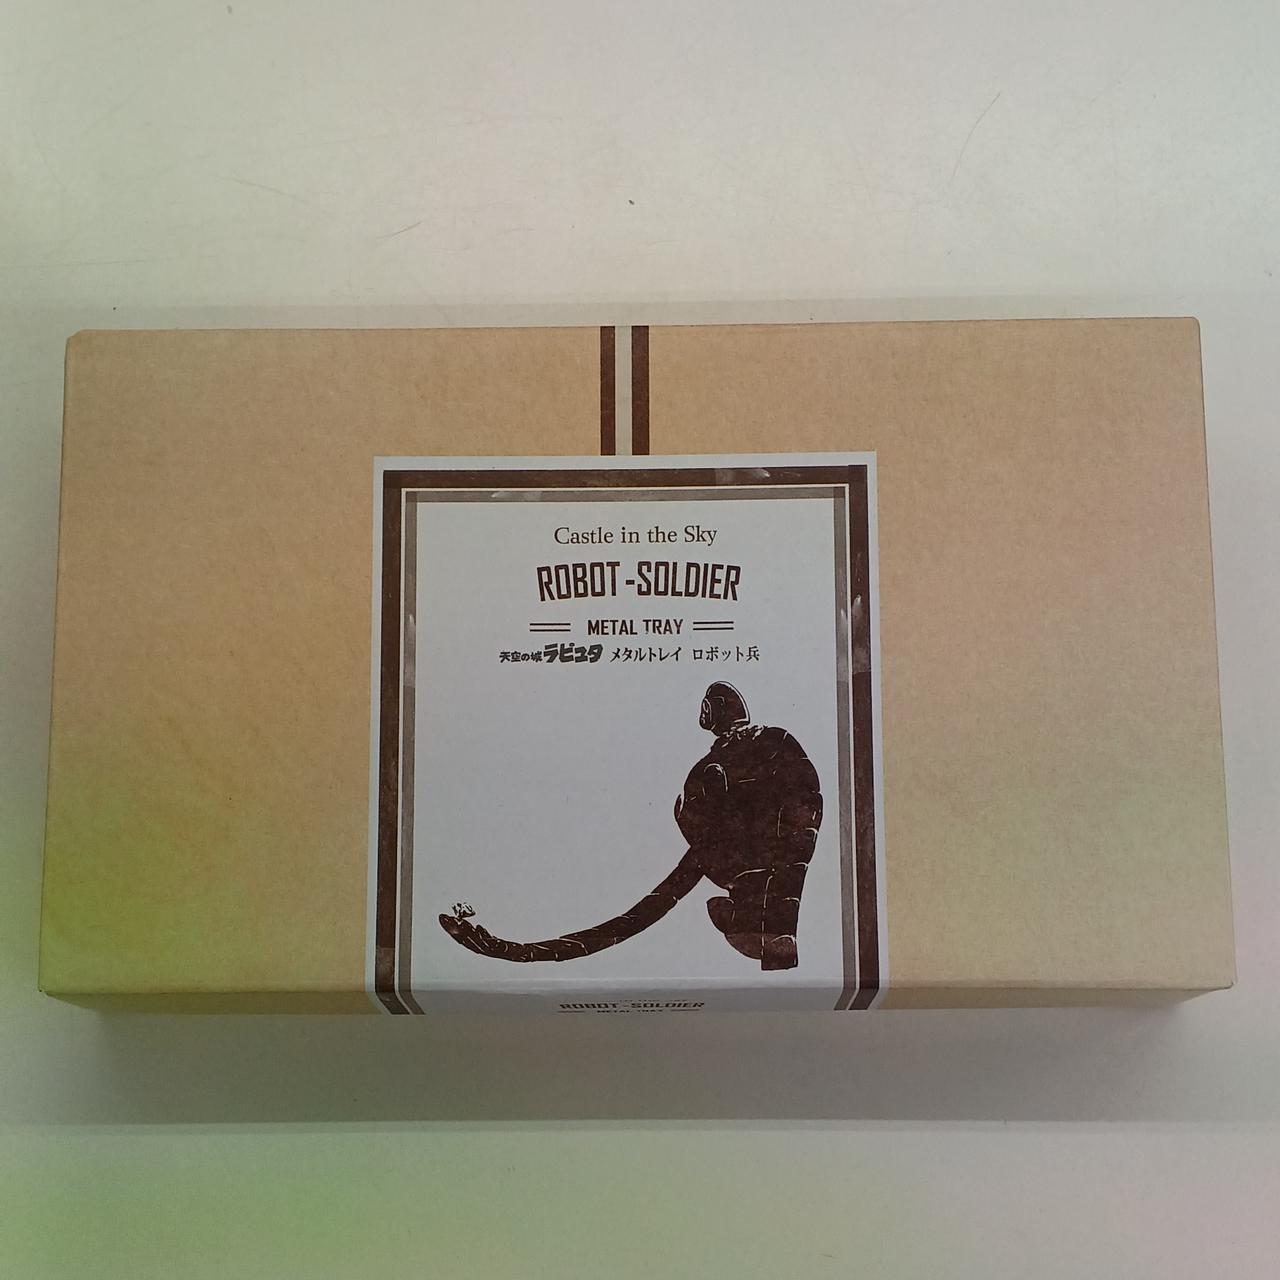 Castle in the Sky
ROBOT-SOLDIER
METAL TRAY
天空の城ラピュタ メタルトレイ ロボット兵
ROBOT-SOLDIER
METAL TRAY